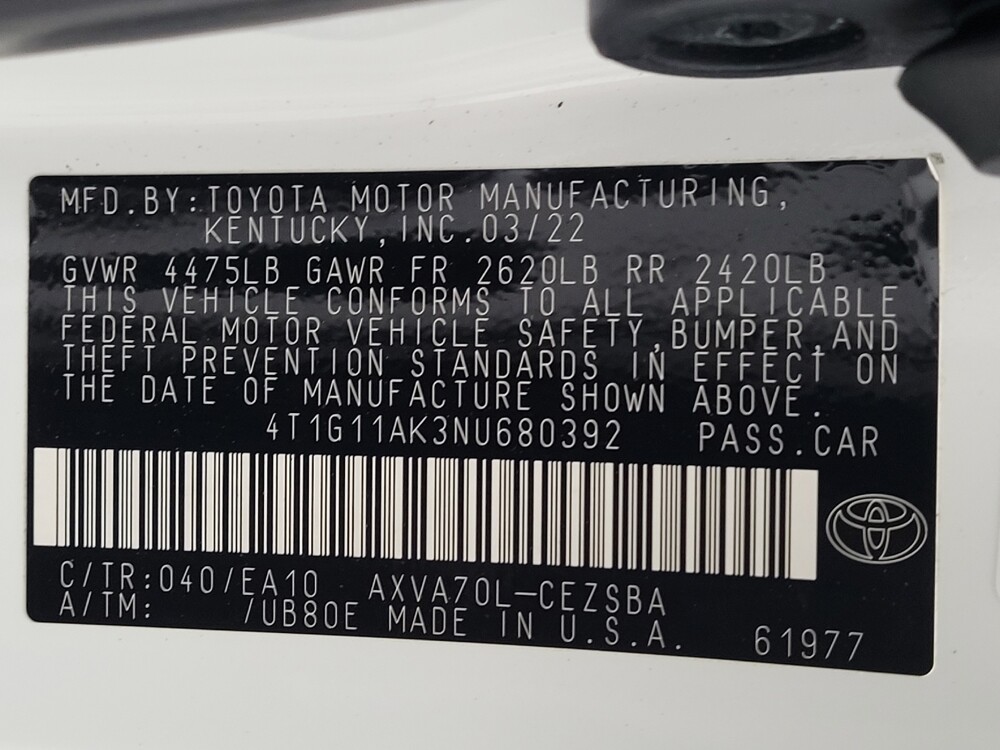 MFD.BY:TOYOTA MOTOR MANUFACTURING,
KENTUCKY,INC.03/22
GVWR 4475LB GAWR FR 2620LB RR 2420LB
THIS VEHICLE CONFORMS TO ALL APPLICABLE
FEDERAL MOTOR VEHICLE SAFETY,BUMPER,AND
THEFT PREVENTION STANDARDS IN EFFECT ON
THE DATE OF MANUFACTURE SHOWN ABOVE.
4T1G11AK3NU680392 PASS.CAR
C/TR:040/EA10 AXVA70L-CEZSBA
A/TM: /UB80E MADE IN U.S.A. 61977